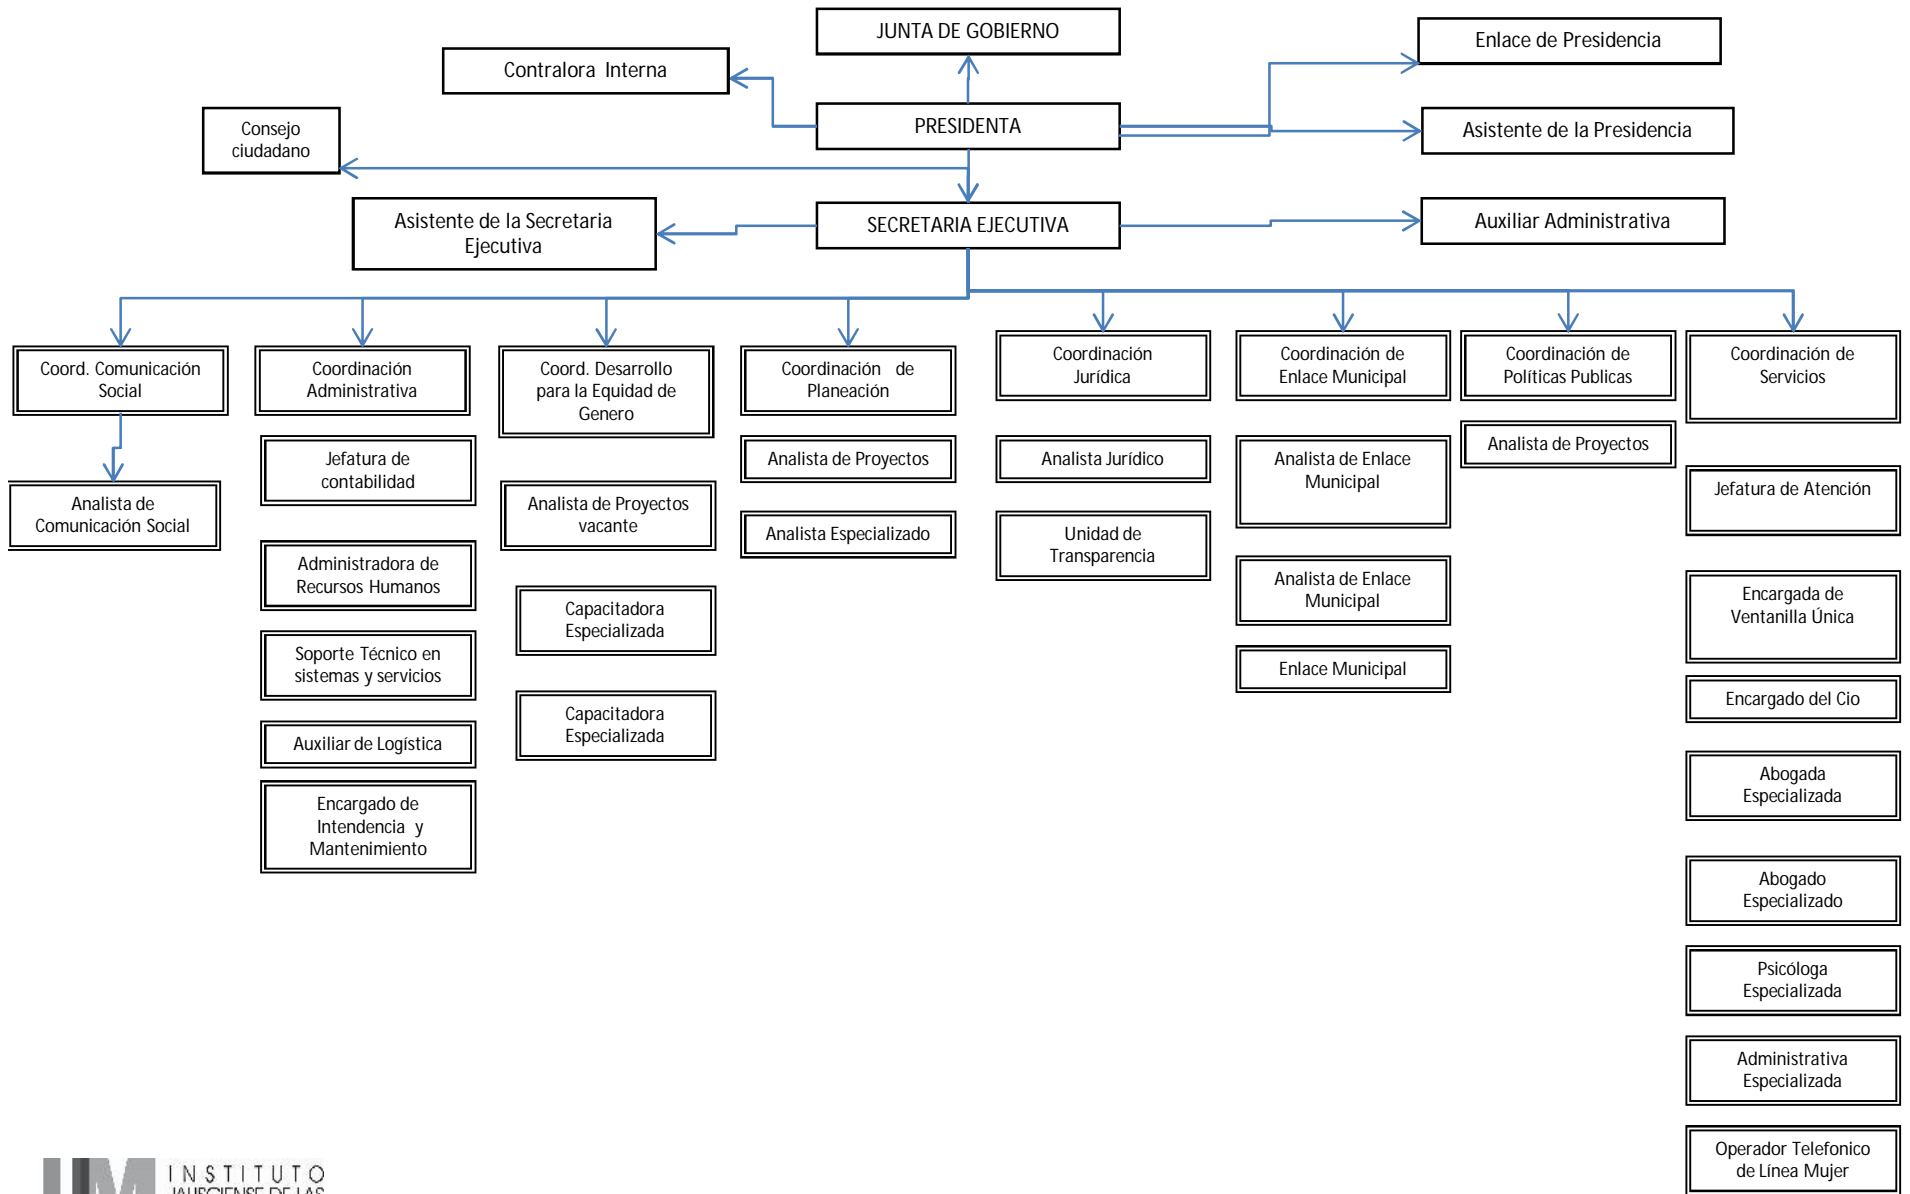 JUNTA DE GOBIERNO
Enlace de Presidencia
Contralora Interna
PRESIDENTA
Asistente de la Presidencia
Consejo
ciudadano
Asistente de la Secretaria
Ejecutiva
SECRETARIA EJECUTIVA
Auxiliar Administrativa
Coord. Comunicación
Social
Analista de
Comunicación Social
Coordinación
Administrativa
Jefatura de
contabilidad
Administradora de
Recursos Humanos
Soporte Técnico en
sistemas y servicios
Auxiliar de Logística
Encargado de
Intendencia y
Mantenimiento
Coord. Desarrollo
para la Equidad de
Genero
Analista de Proyectos
vacante
Capacitadora
Especializada
Capacitadora
Especializada
Coordinación de
Planeación
Analista de Proyectos
Analista Especializado
Coordinación
Jurídica
Analista Jurídico
Unidad de
Transparencia
Coordinación de
Enlace Municipal
Analista de Enlace
Municipal
Analista de Enlace
Municipal
Enlace Municipal
Coordinación de
Políticas Publicas
Analista de Proyectos
Coordinación de
Servicios
Jefatura de Atención
Encargada de
Ventanilla Única
Encargado del Cio
Abogada
Especializada
Abogado
Especializado
Psicóloga
Especializada
Administrativa
Especializada
Operador Telefonico
de Línea Mujer
INSTITUTO
JALISCIENSE DE LAS